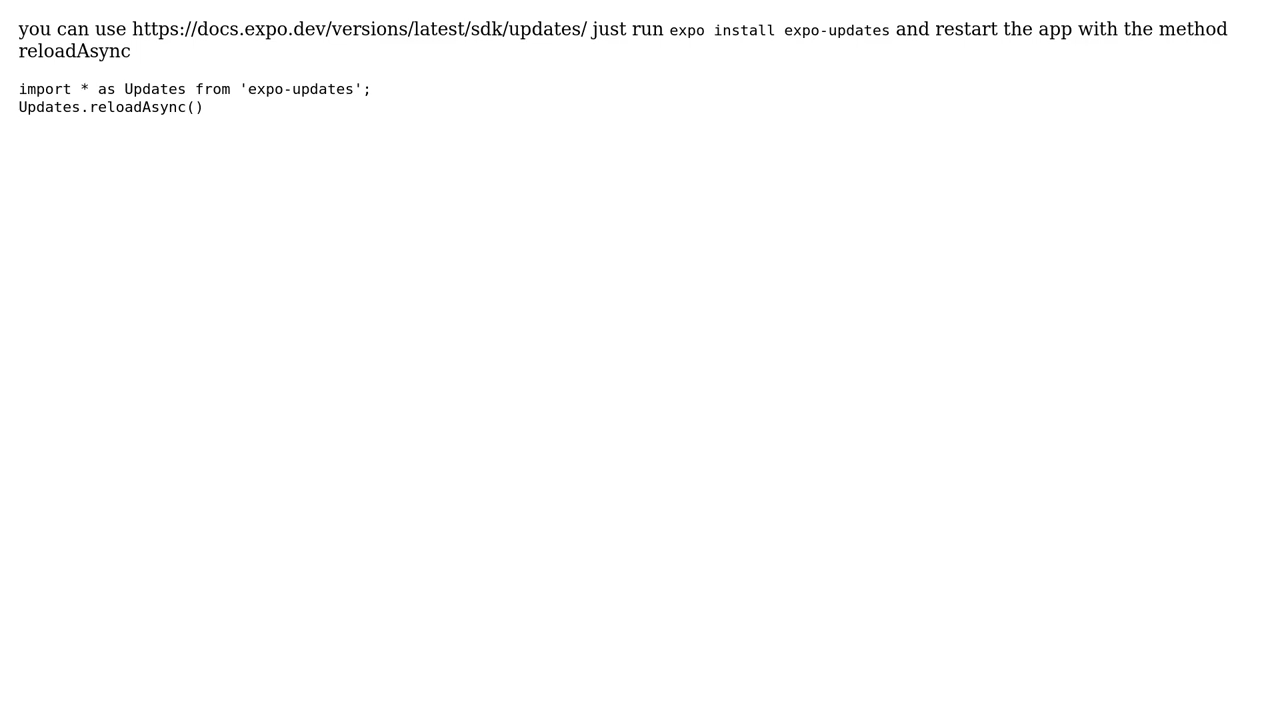 you can use https://docs.expo.dev/versions/latest/sdk/updates/ just run expo install expo-updates and restart the app with the method
reloadAsync
import * as Updates from 'expo-updates';
Updates.reloadAsync()